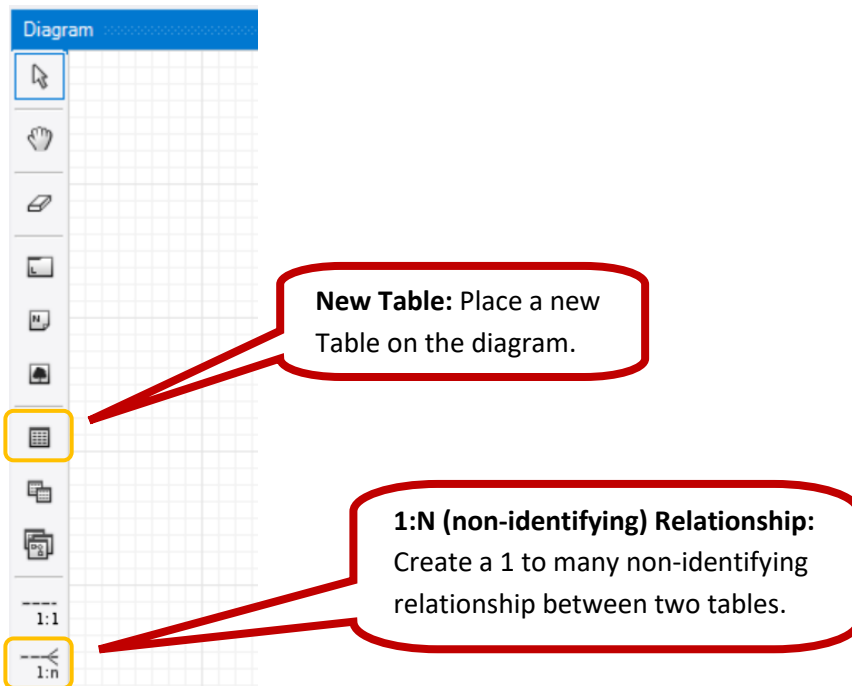 Diagram
New Table: Place a new
Table on the diagram.
1:N (non-identifying) Relationship:
Create a 1 to many non-identifying
relationship between two tables.
L
N
1:1
1:n